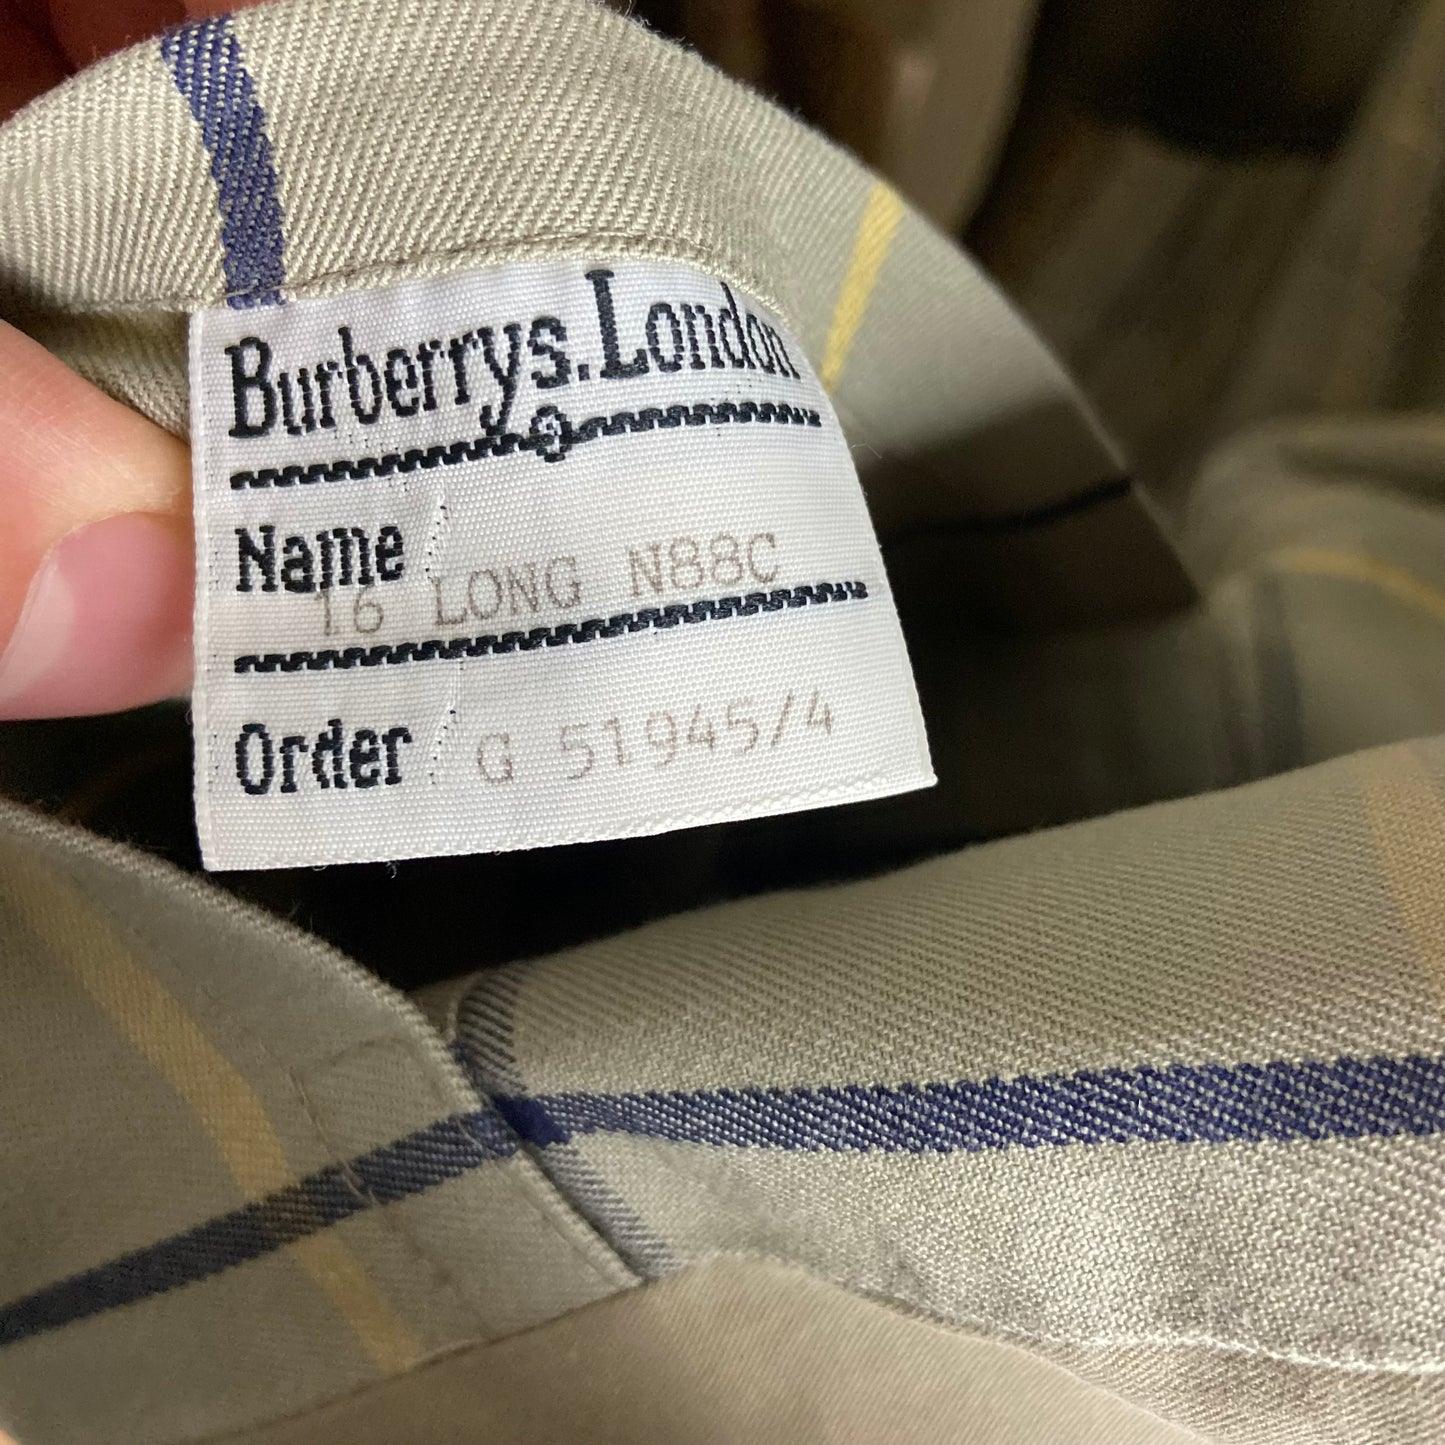 Burberrys.London
Name 16 LONG N88C
Order G 51945/4